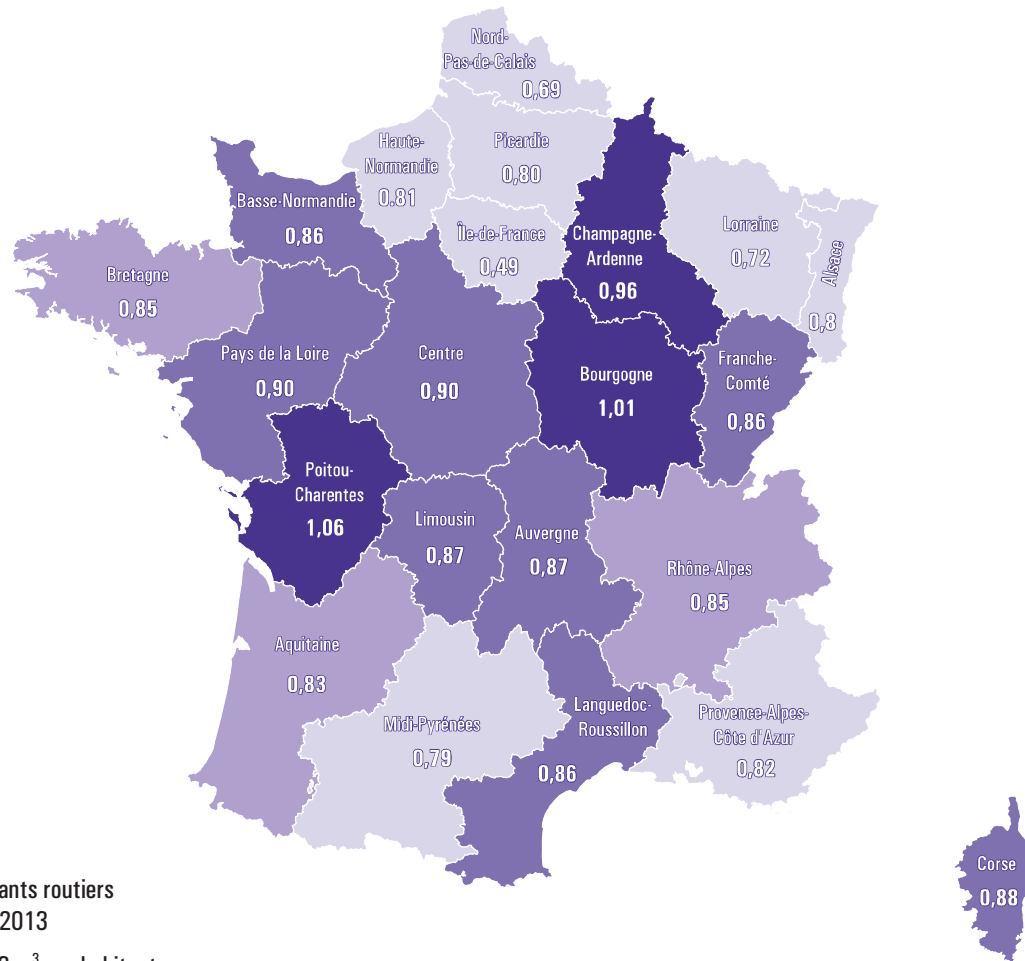 Nord-
Pas-de-Calais
0,69
Haute-
Normandie
0.81
Picardie
0,80
Basse-Normandie
0,86
Île-de-France
0,49
Champagne-
Ardenne
0,96
Lorraine
0,72
Alsace
0,8
Bretagne
0,85
Pays de la Loire
0,90
Centre
0,90
Bourgogne
1,01
Franche-
Comté
0,86
Poitou-
Charentes
1,06
Limousin
0,87
Auvergne
0,87
Rhône-Alpes
0,85
Aquitaine
0,83
Midi-Pyrénées
0,79
Languedoc-
Roussillon
0,86
Provence-Alpes-
Côte d'Azur
0,82
Corse
0,88
ants routiers
2013